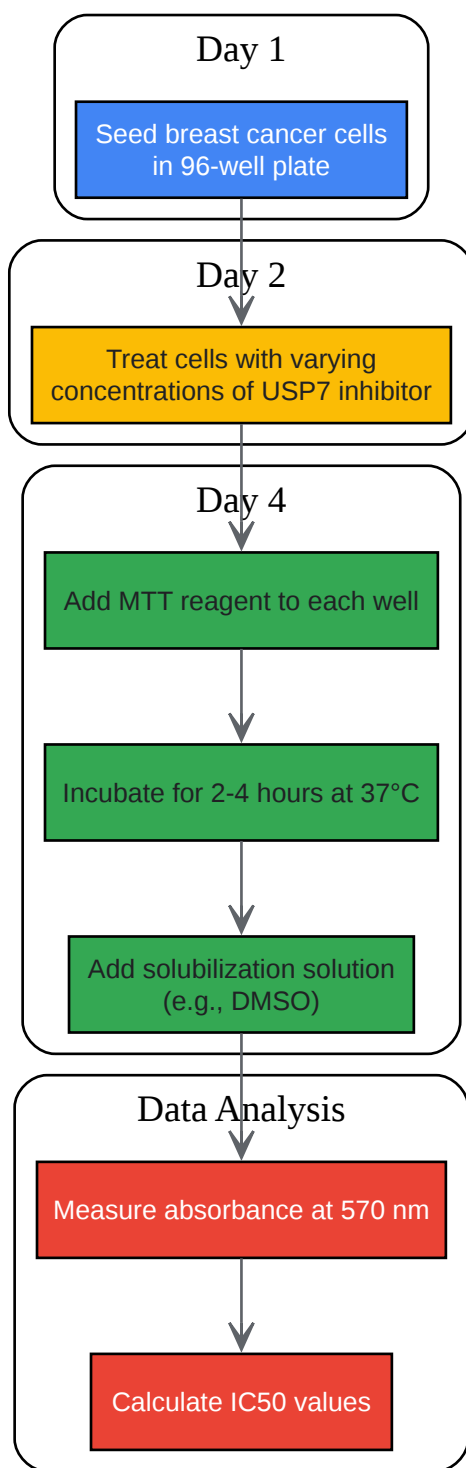 Day 1
Seed breast cancer cells
in 96-well plate
Day 2
Treat cells with varying
concentrations of USP7 inhibitor
Day 4
Add MTT reagent to each well
Incubate for 2-4 hours at 37°C
Add solubilization solution
(e.g., DMSO)
Data Analysis
Measure absorbance at 570 nm
Calculate IC50 values